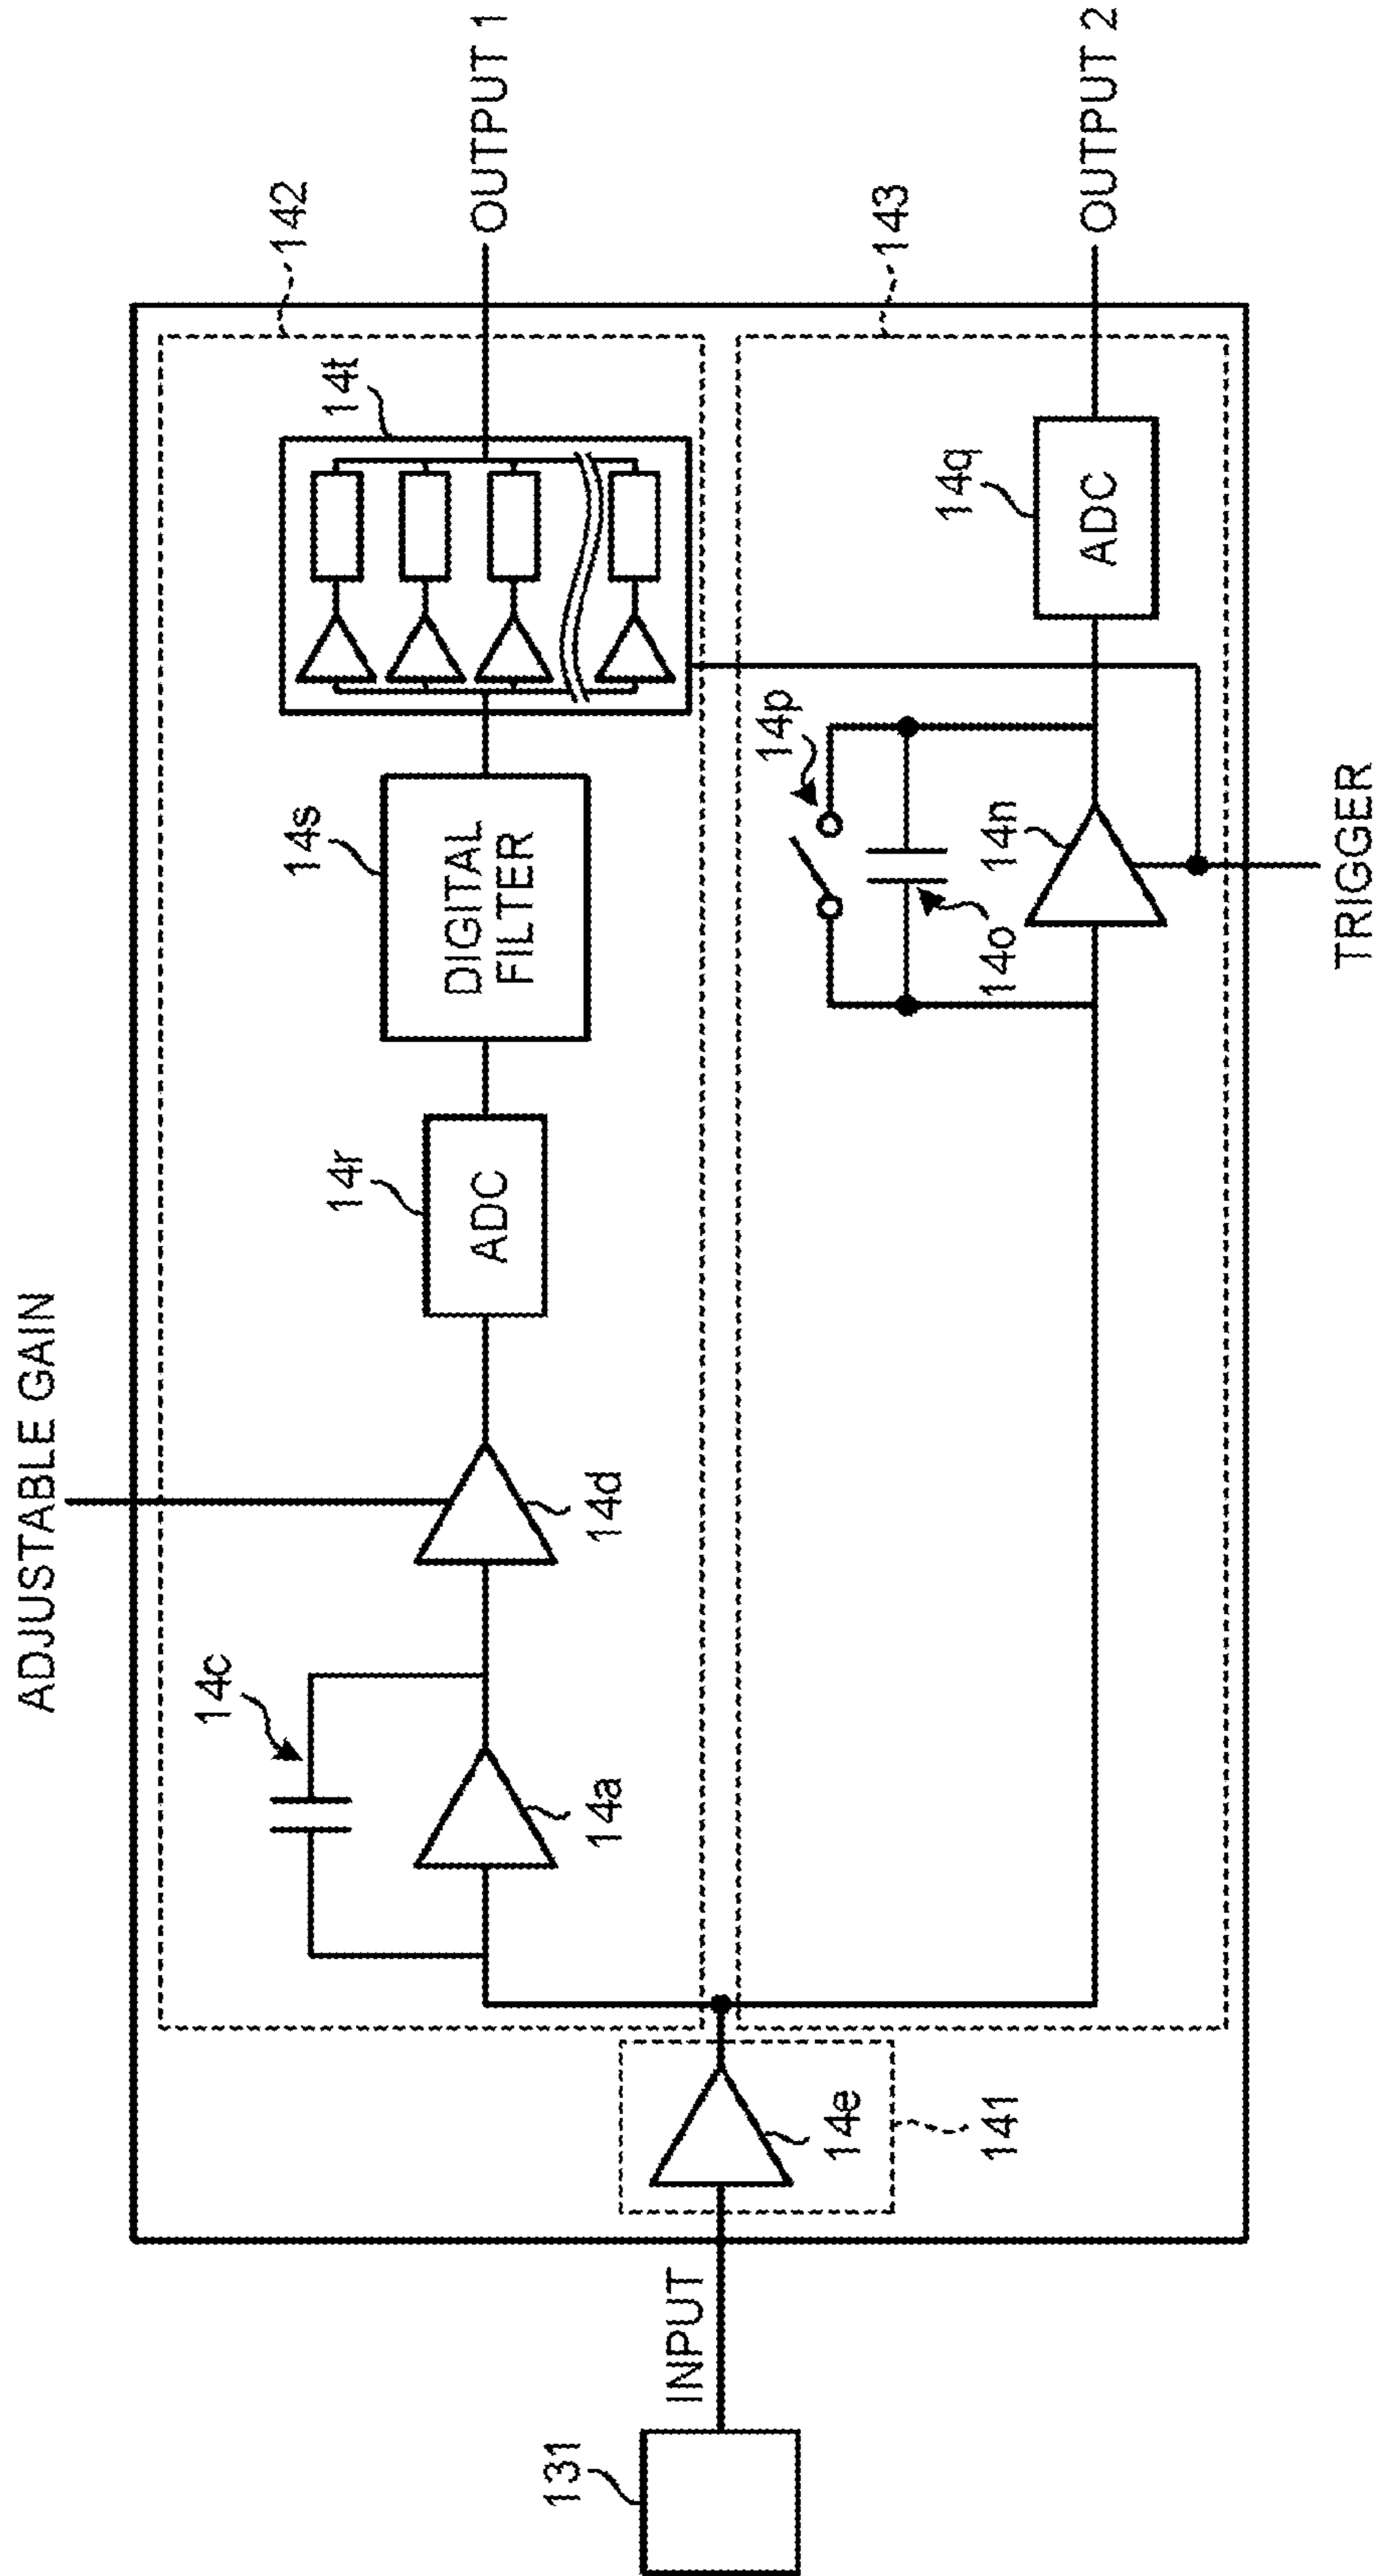 ADJUSTABLE GAIN
142
14c
14r
14s
14t
ADC
DIGITAL
FILTER
OUTPUT 1
14a
14d
131
INPUT
14e
141
14p
14o
14n
14q
ADC
143
OUTPUT 2
TRIGGER